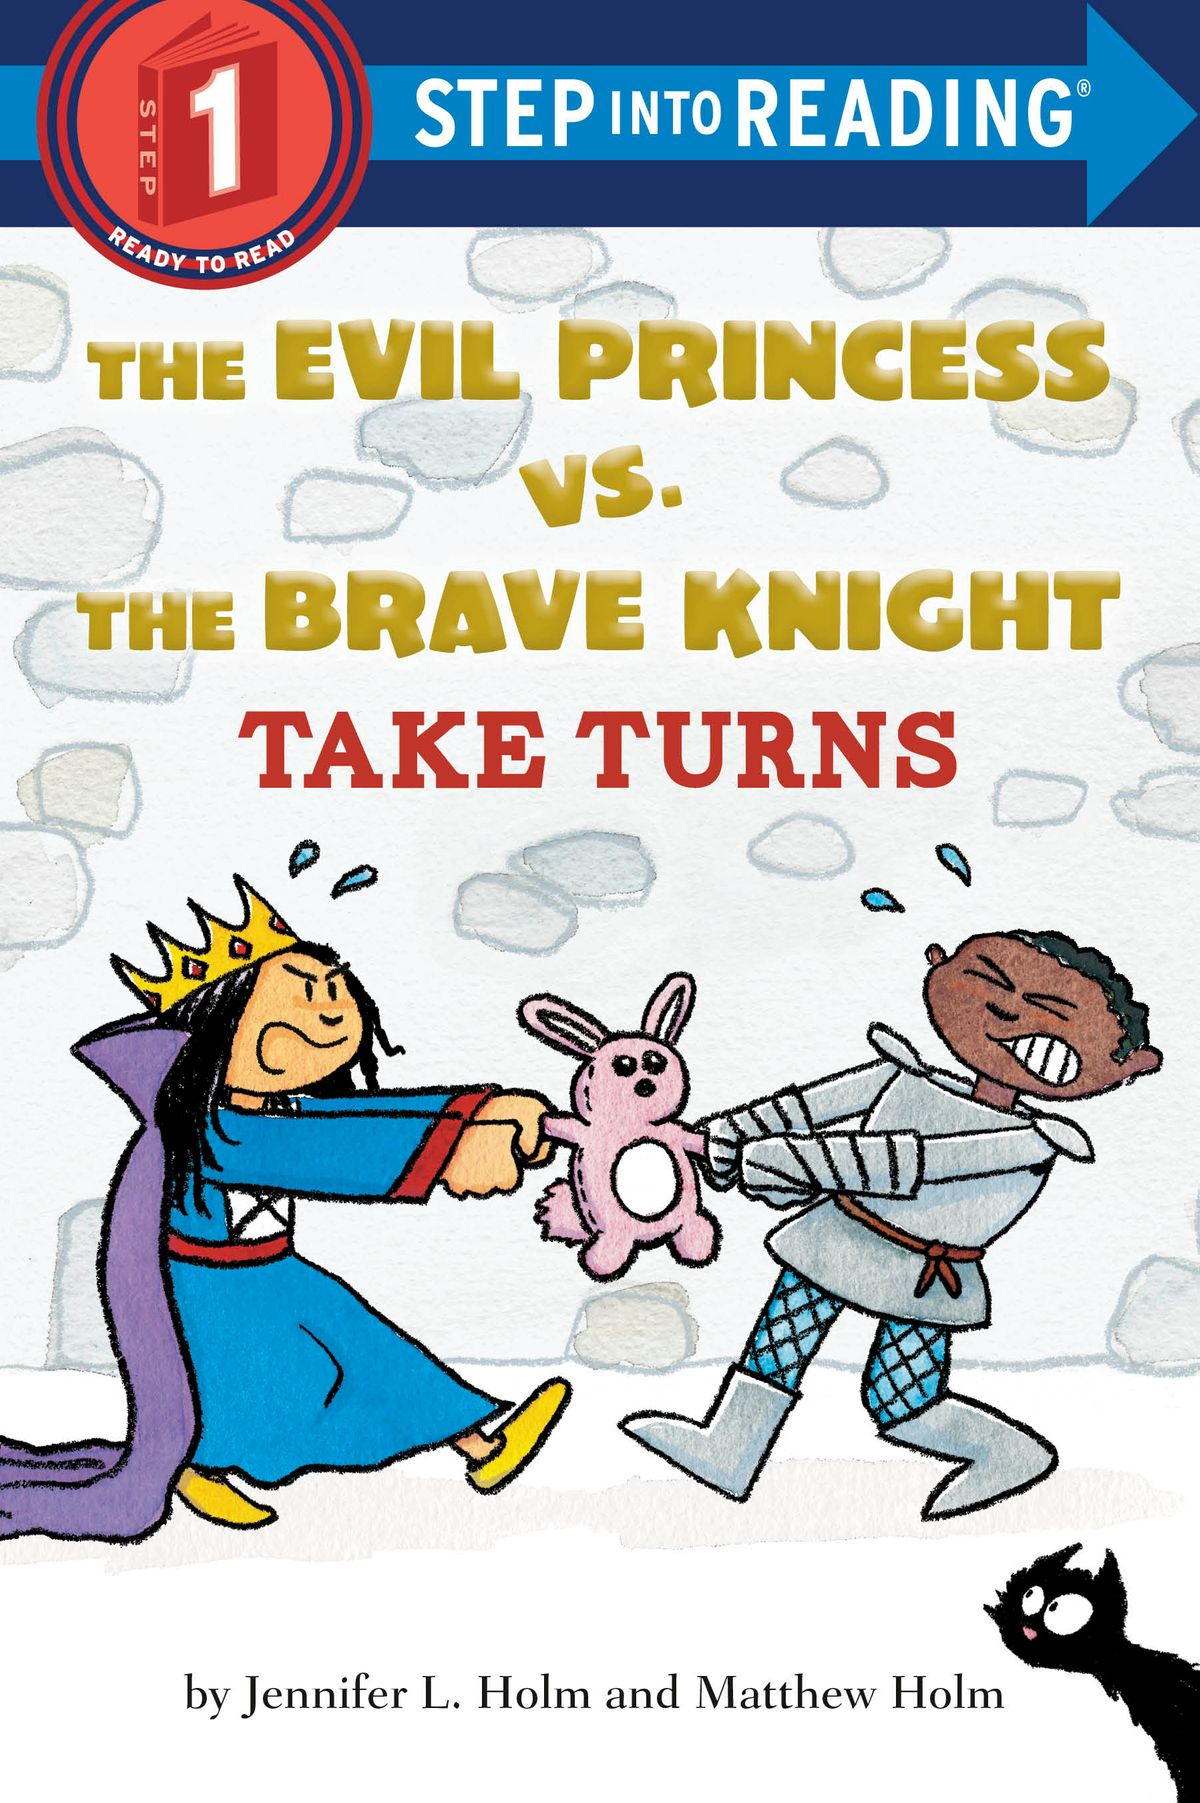 STEP INTO READING®
STEP
1
READY TO READ
THE EVIL PRINCESS
VS.
THE BRAVE KNIGHT
TAKE TURNS
by Jennifer L. Holm and Matthew Holm